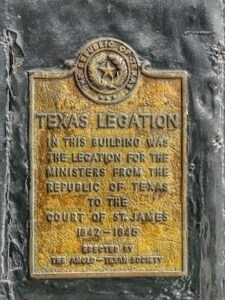 REPUBLIC OF TEXAS
TEXAS LEGATION
IN THIS BUILDING WAS
THE LEGATION FOR THE
MINISTERS FROM THE
REPUBLIC OF TEXAS
TO THE
COURT OF ST. JAMES
1842–1845
ERECTED BY
THE ANGLO–TEXAN SOCIETY